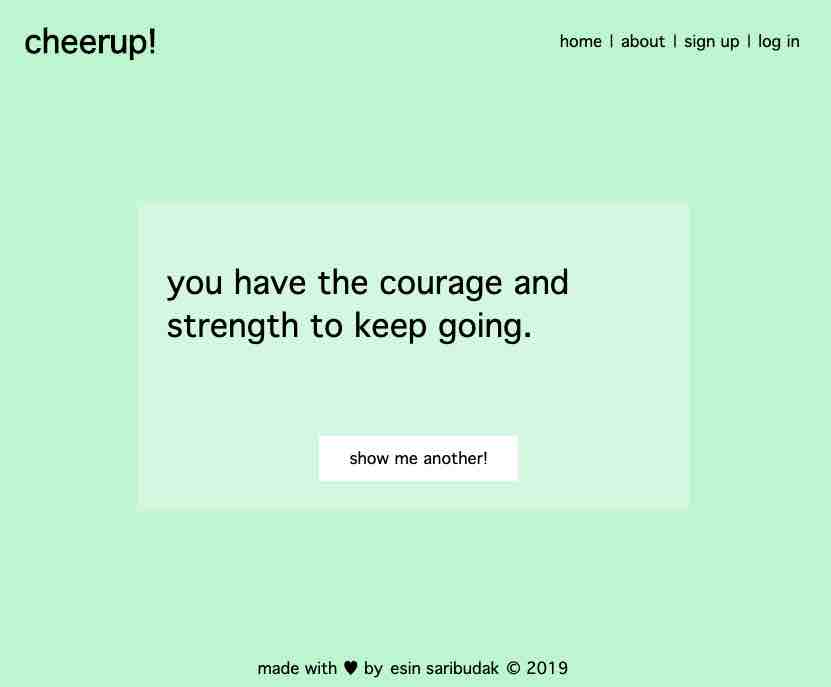 cheerup!
home | about | sign up | log in
you have the courage and
strength to keep going.
show me another!
made with ♥ by esin saribudak © 2019